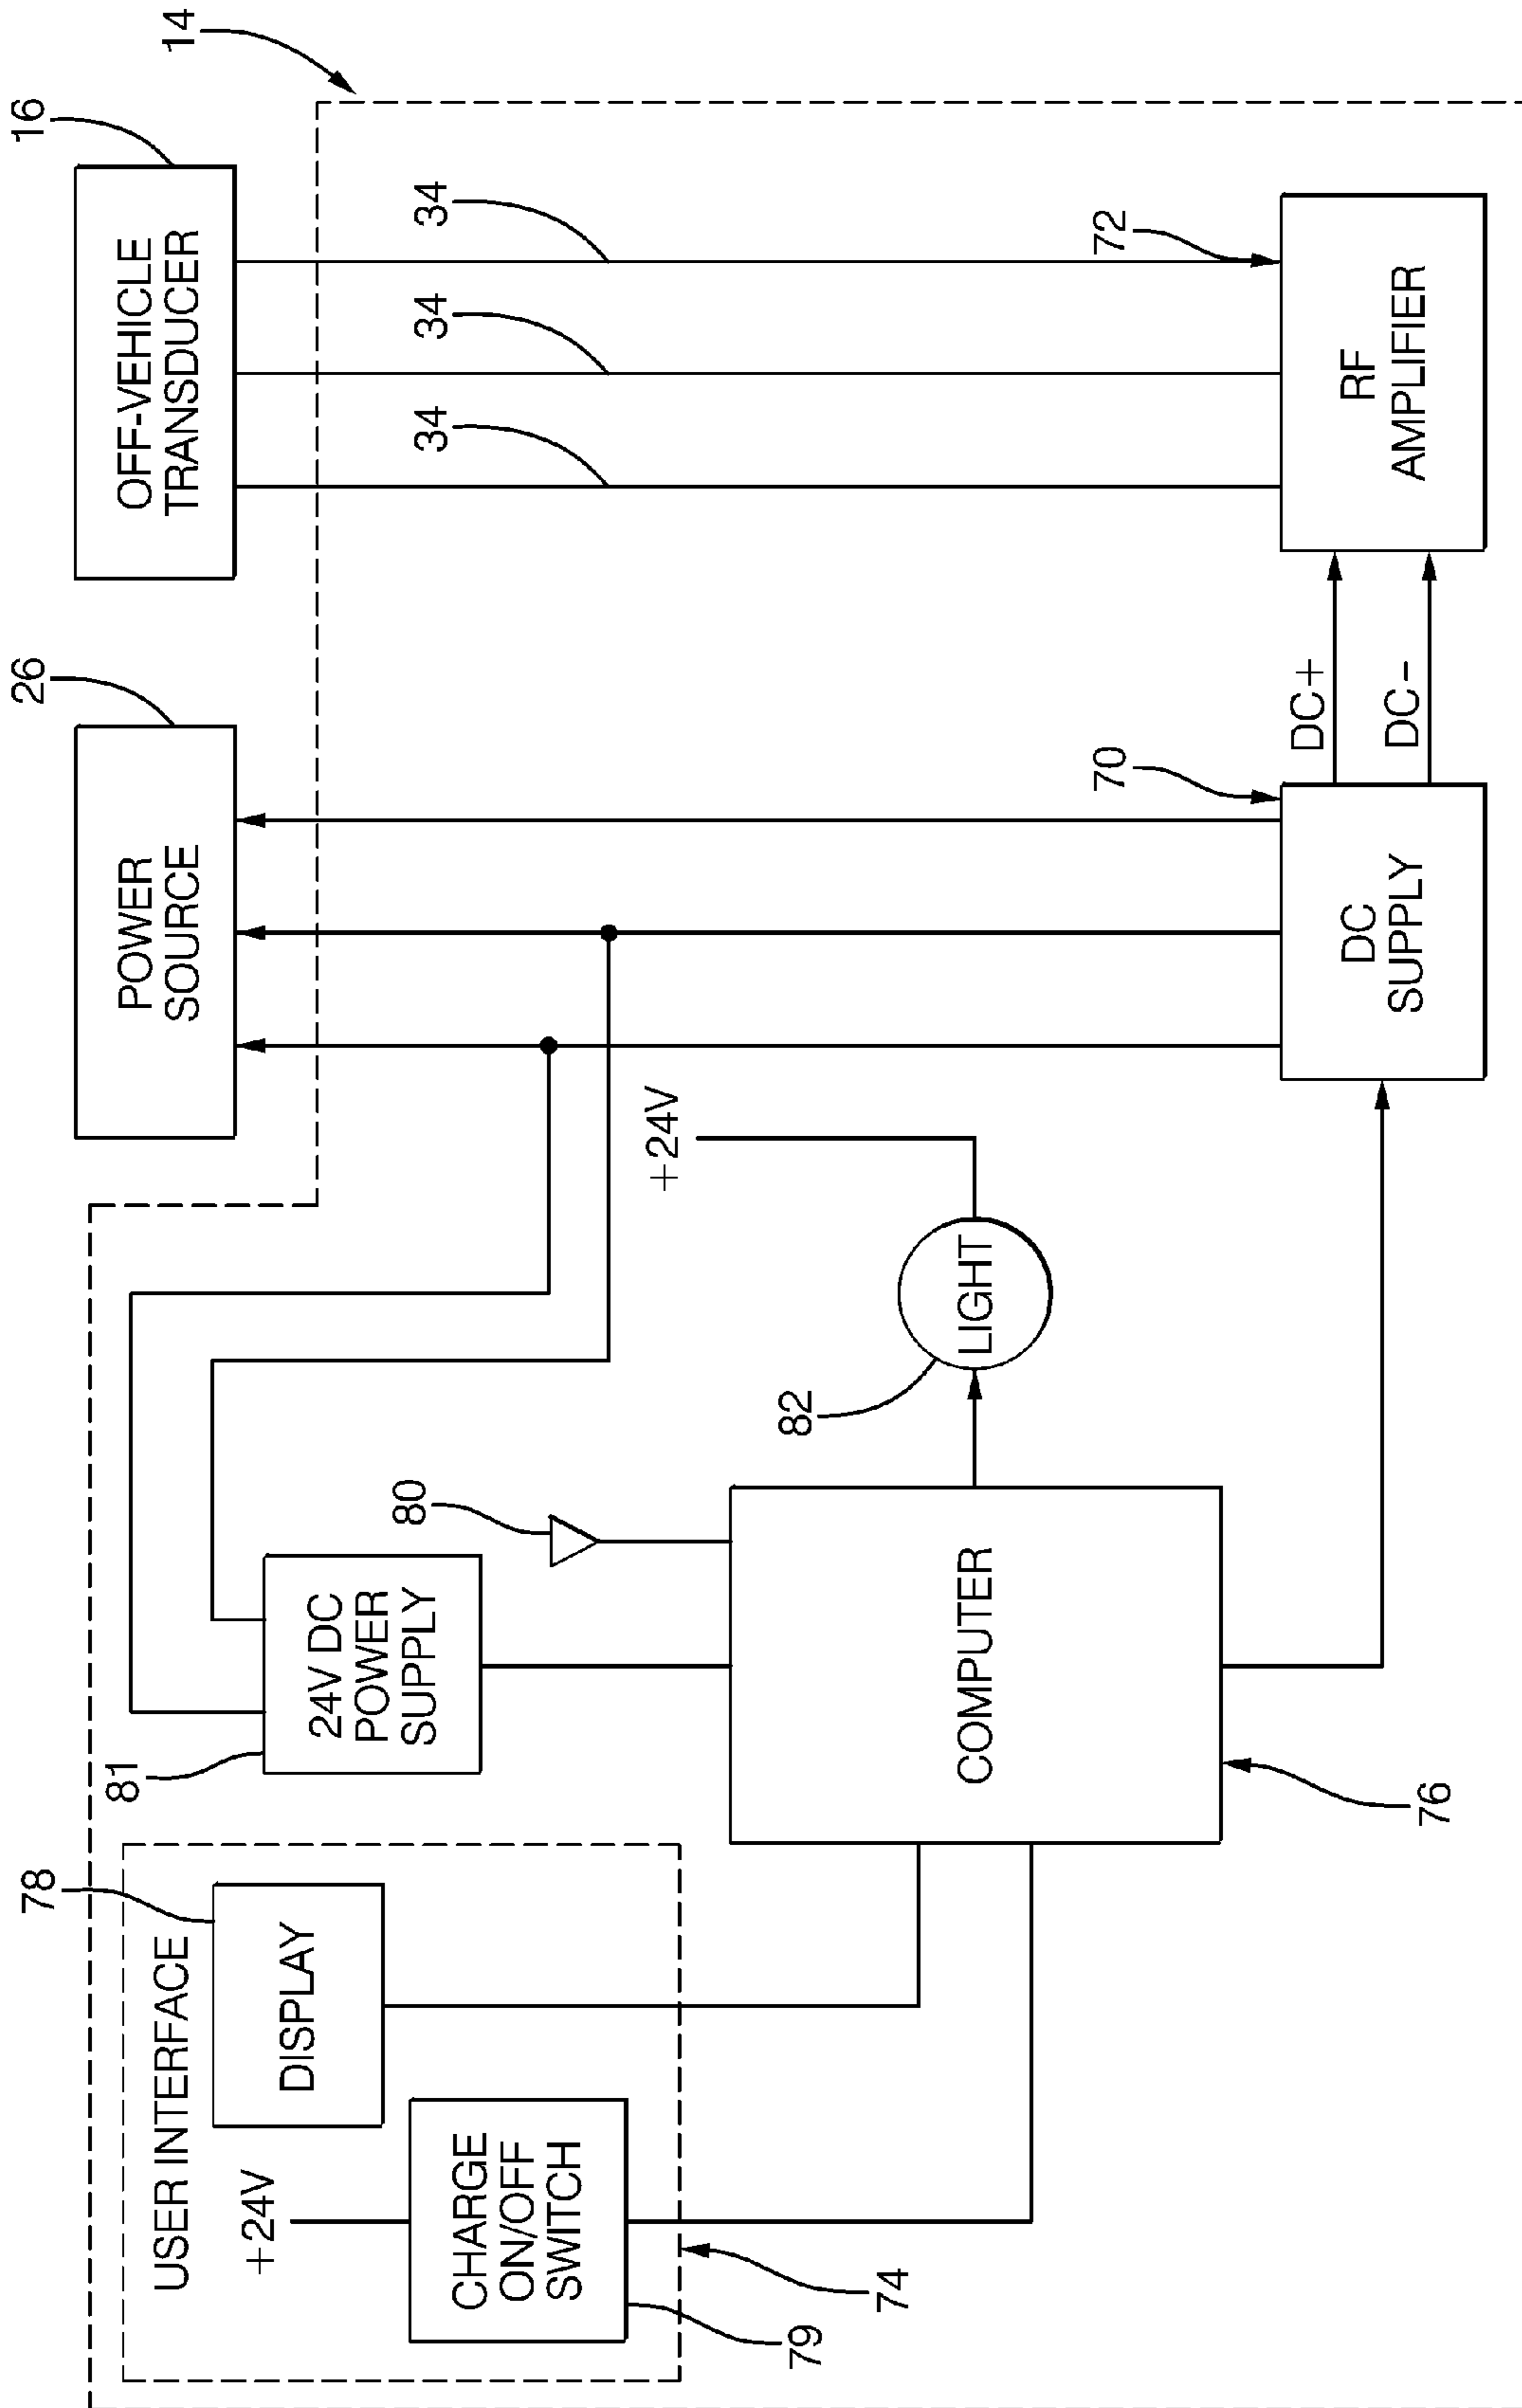 14
16
OFF-VEHICLE
TRANSDUCER
34
34
34
72
RF
AMPLIFIER
26
POWER
SOURCE
70
DC+
DC-
DC
SUPPLY
+24V
LIGHT
82
80
24V DC
POWER
SUPPLY
81
COMPUTER
76
USER INTERFACE
78
DISPLAY
+24V
CHARGE
ON/OFF
SWITCH
74
79